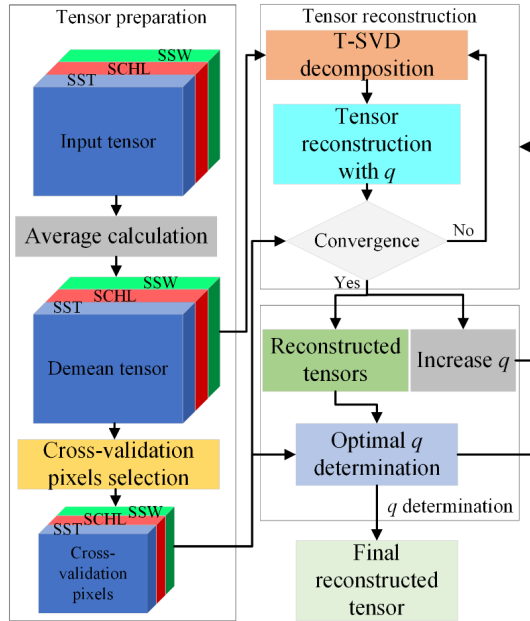 Tensor preparation
SSW
SCHL
SST
Input tensor
Average calculation
SSW
SCHL
SST
Demean tensor
Cross-validation
pixels selection
SSW
SCHL
SST
Cross-
validation
pixels
Tensor reconstruction
T-SVD
decomposition
Tensor
reconstruction
with q
Convergence
No
Yes
Reconstructed
tensors
Increase q
Optimal q
determination
q determination
Final
reconstructed
tensor